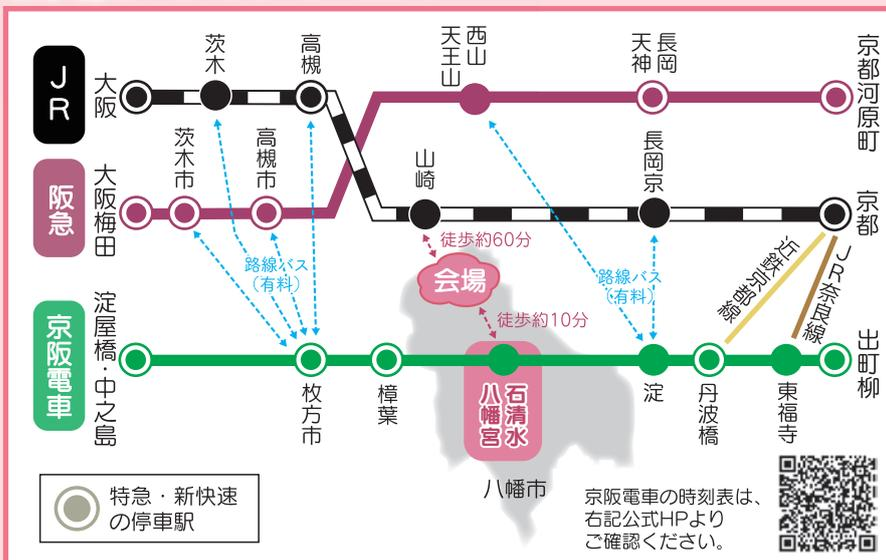 JR
大阪
茨木
高槻
西山天王山
長岡天神
京都河原町
阪急
大阪梅田
茨木市
高槻市
山崎
長岡京
京都
徒歩約60分
会場
路線バス
(有料)
路線バス
(有料)
近鉄京都線
JR奈良線
徒歩約10分
京阪電車
淀屋橋・中之島
枚方市
樟葉
石清水
八幡宮
淀
丹波橋
東福寺
出町柳
八幡市
特急・新快速
の停車駅
京阪電車の時刻表は、
右記公式HPより
ご確認ください。